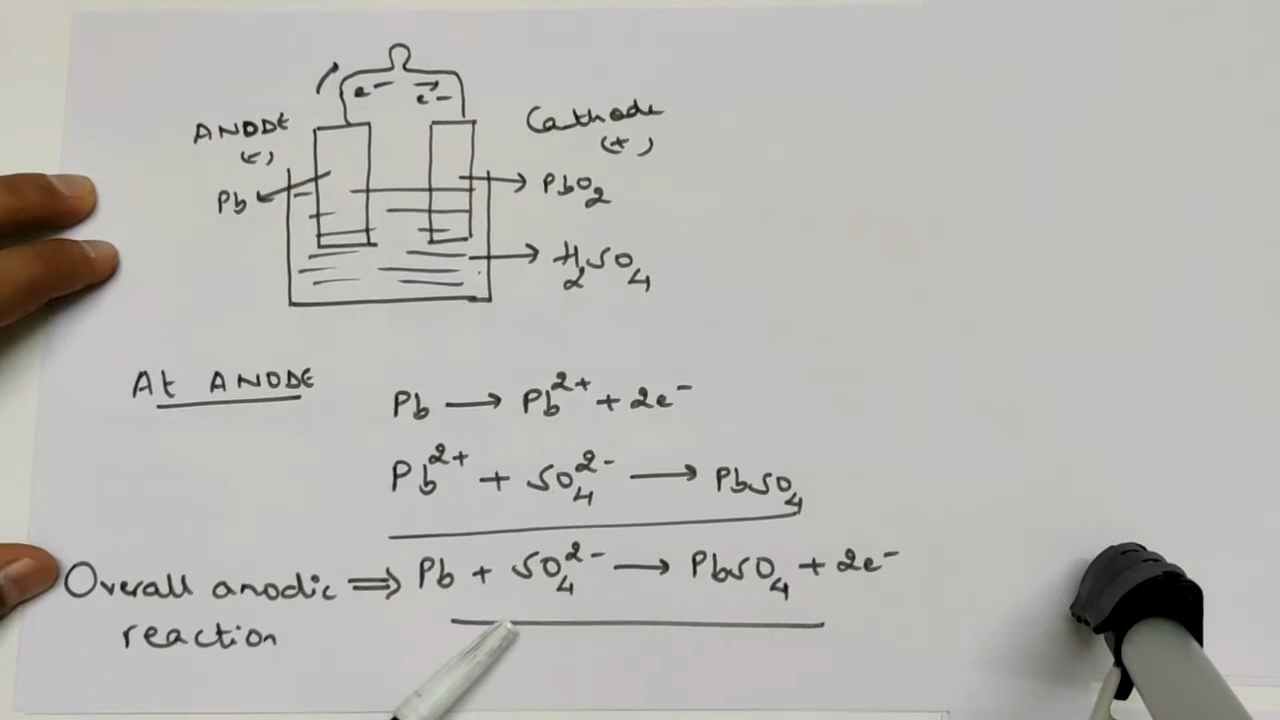 e⁻ → e⁻
ANODE
(-)
Cathode
(+)
Pb
PbO₂
H₂SO₄
At ANODE
Pb → Pb²⁺ + 2e⁻
Pb²⁺ + SO₄²⁻ → PbSO₄
Overall anodic ⇒ Pb + SO₄²⁻ → PbSO₄ + 2e⁻
reaction